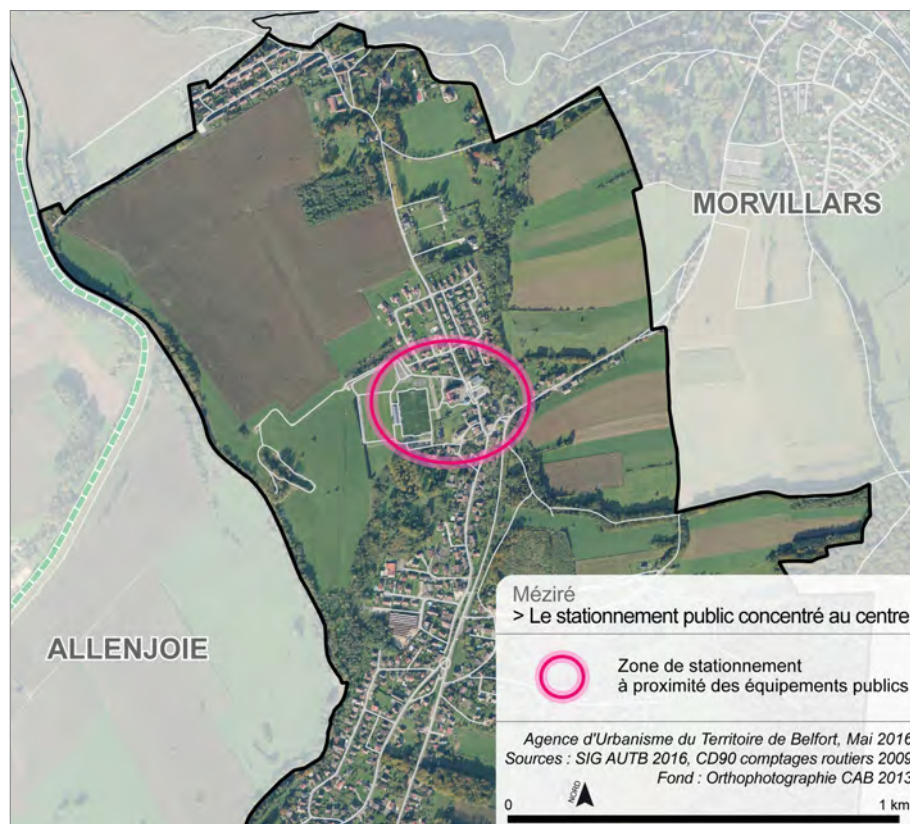 MORVILLARS
ALLENJOIE
Méziré
> Le stationnement public concentré au centre
Zone de stationnement
à proximité des équipements publics
Agence d'Urbanisme du Territoire de Belfort, Mai 2016
Sources : SIG AUTB 2016, CD90 comptages routiers 2009
Fond : Orthophotographie CAB 2013
NORD
0 1 km